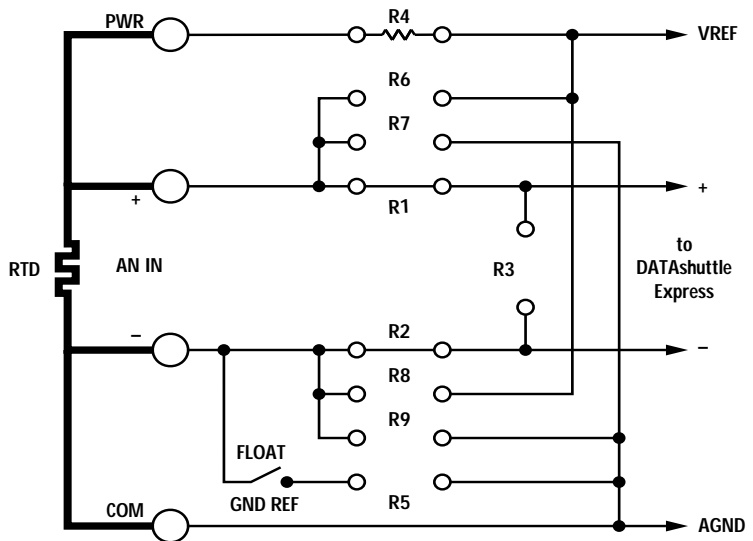 PWR
R4
VREF
R6
R7
+
R1
+
RTD
AN IN
R3
to
DATAshuttle
Express
–
R2
–
R8
R9
FLOAT
GND REF
R5
COM
AGND